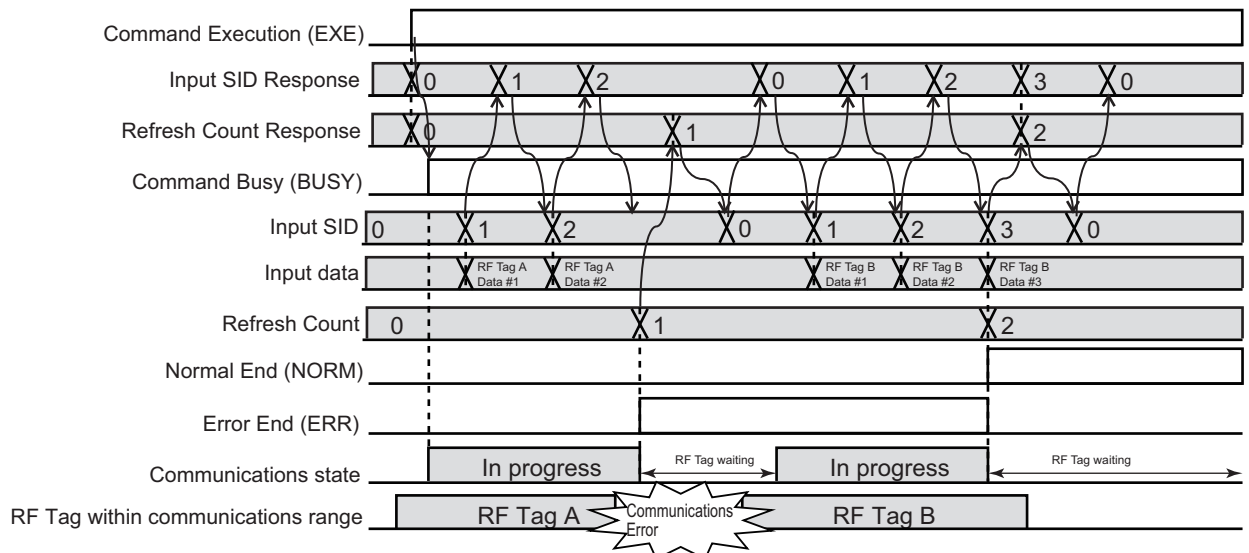 Command Execution (EXE)
Input SID Response 0 1 2 0 1 2 3 0
Refresh Count Response 0 1 2
Command Busy (BUSY)
Input SID 0 1 2 0 1 2 3 0
Input data RF Tag A Data #1 RF Tag A Data #2 RF Tag B Data #1 RF Tag B Data #2 RF Tag B Data #3
Refresh Count 0 1 2
Normal End (NORM)
Error End (ERR)
Communications state In progress RF Tag waiting In progress RF Tag waiting
RF Tag within communications range RF Tag A Communications Error RF Tag B